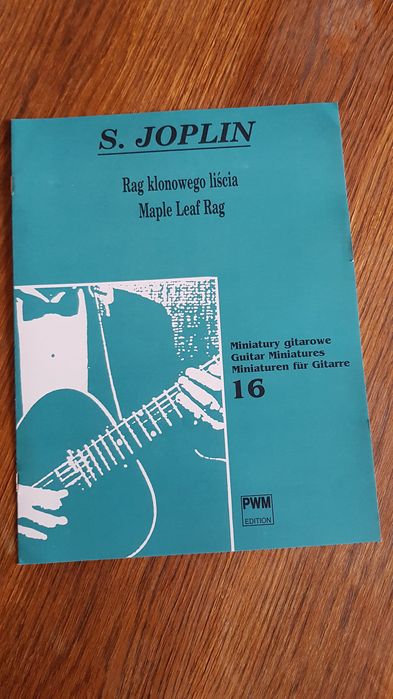 S. JOPLIN
Rag klonowego liścia
Maple Leaf Rag
Miniatury gitarowe
Guitar Miniatures
Miniaturen für Gitarre
16
PWM
EDITION